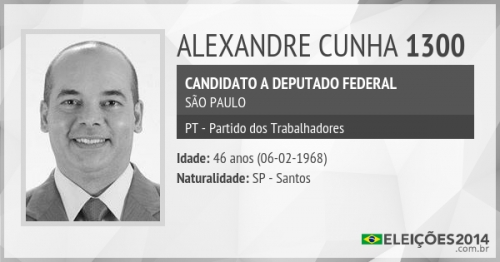 ALEXANDRE CUNHA 1300
CANDIDATO A DEPUTADO FEDERAL
SÃO PAULO
PT - Partido dos Trabalhadores
Idade: 46 anos (06-02-1968)
Naturalidade: SP - Santos
ELEIÇÕES2014
.com.br